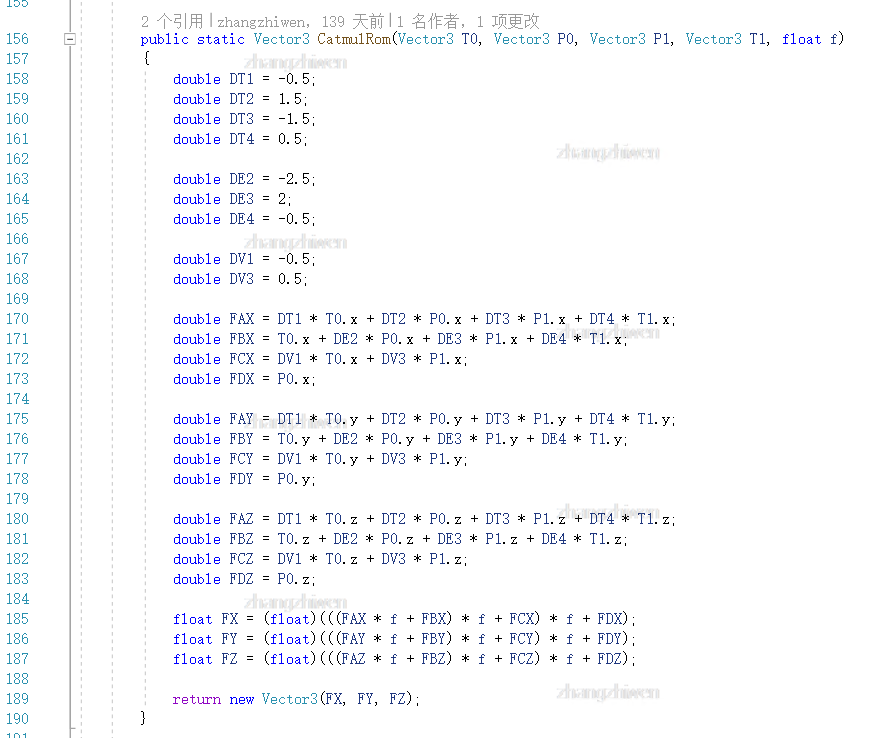 155
2 个引用 | zhangzhiwen，139 天前 | 1 名作者，1 项更改
156 public static Vector3 CatmulRom(Vector3 T0, Vector3 P0, Vector3 P1, Vector3 T1, float f)
157 {
158 double DT1 = -0.5;
159 double DT2 = 1.5;
160 double DT3 = -1.5;
161 double DT4 = 0.5;
162
163 double DE2 = -2.5;
164 double DE3 = 2;
165 double DE4 = -0.5;
166
167 double DV1 = -0.5;
168 double DV3 = 0.5;
169
170 double FAX = DT1 * T0.x + DT2 * P0.x + DT3 * P1.x + DT4 * T1.x;
171 double FBX = T0.x + DE2 * P0.x + DE3 * P1.x + DE4 * T1.x;
172 double FCX = DV1 * T0.x + DV3 * P1.x;
173 double FDX = P0.x;
174
175 double FAY = DT1 * T0.y + DT2 * P0.y + DT3 * P1.y + DT4 * T1.y;
176 double FBY = T0.y + DE2 * P0.y + DE3 * P1.y + DE4 * T1.y;
177 double FCY = DV1 * T0.y + DV3 * P1.y;
178 double FDY = P0.y;
179
180 double FAZ = DT1 * T0.z + DT2 * P0.z + DT3 * P1.z + DT4 * T1.z;
181 double FBZ = T0.z + DE2 * P0.z + DE3 * P1.z + DE4 * T1.z;
182 double FCZ = DV1 * T0.z + DV3 * P1.z;
183 double FDZ = P0.z;
184
185 float FX = (float)(((FAX * f + FBX) * f + FCX) * f + FDX);
186 float FY = (float)(((FAY * f + FBY) * f + FCY) * f + FDY);
187 float FZ = (float)(((FAZ * f + FBZ) * f + FCZ) * f + FDZ);
188
189 return new Vector3(FX, FY, FZ);
190 }
191
zhangzhiwen
zhangzhiwen
zhangzhiwen
zhangzhiwen
zhangzhiwen
zhangzhiwen
zhangzhiwen
zhangzhiwen